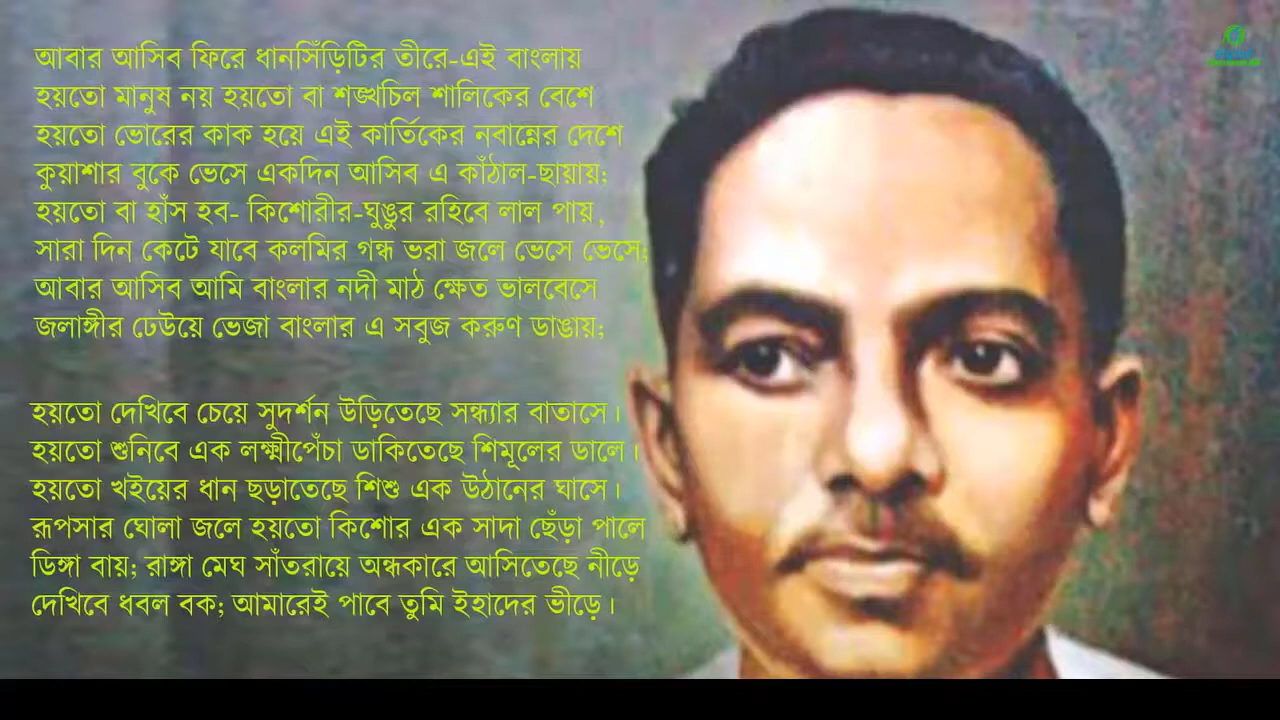 আবার আসিব ফিরে ধানসিঁড়িটির তীরে-এই বাংলায়
হয়তো মানুষ নয় হয়তো বা শঙ্খচিল শালিকের বেশে
হয়তো ভোরের কাক হয়ে এই কার্তিকের নবান্নের দেশে
কুয়াশার বুকে ভেসে একদিন আসিব এ কাঁঠাল-ছায়ায়;
হয়তো বা হাঁস হব- কিশোরীর-ঘুঙুর রহিবে লাল পায়,
সারা দিন কেটে যাবে কলমির গন্ধ ভরা জলে ভেসে ভেসে;
আবার আসিব আমি বাংলার নদী মাঠ ক্ষেত ভালবেসে
জলাঙ্গীর ঢেউয়ে ভেজা বাংলার এ সবুজ করুণ ডাঙায়;
হয়তো দেখিবে চেয়ে সুদর্শন উড়িতেছে সন্ধ্যার বাতাসে।
হয়তো শুনিবে এক লক্ষ্মীপেঁচা ডাকিতেছে শিমূলের ডালে।
হয়তো খইয়ের ধান ছড়াতেছে শিশু এক উঠানের ঘাসে।
রূপসার ঘোলা জলে হয়তো কিশোর এক সাদা ছেঁড়া পালে
ডিঙ্গা বায়; রাঙ্গা মেঘ সাঁতরায়ে অন্ধকারে আসিতেছে নীড়ে
দেখিবে ধবল বক; আমারেই পাবে তুমি ইহাদের ভীড়ে।